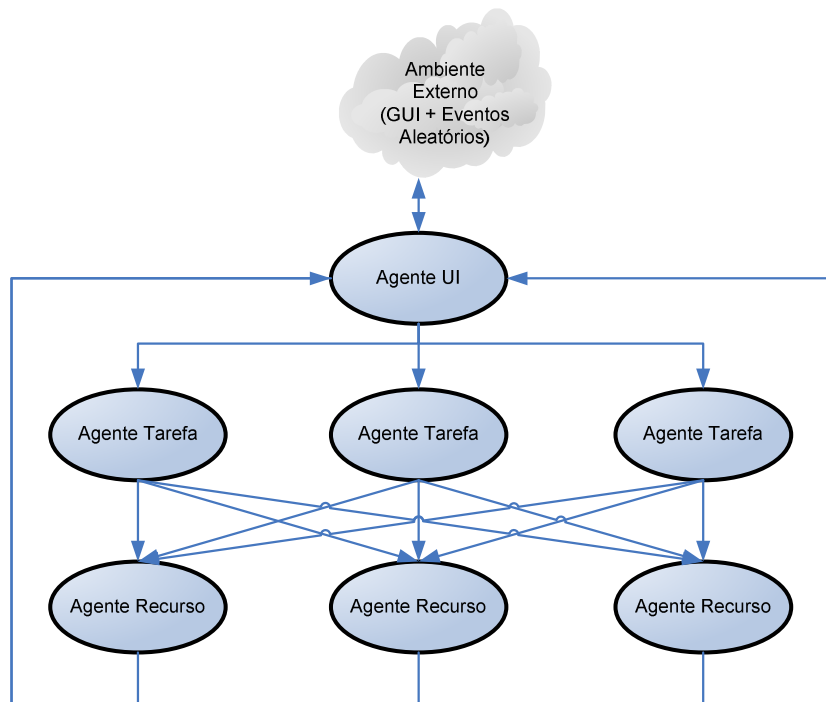 Ambiente
Externo
(GUI + Eventos
Aleatórios)
Agente UI
Agente Tarefa
Agente Tarefa
Agente Tarefa
Agente Recurso
Agente Recurso
Agente Recurso